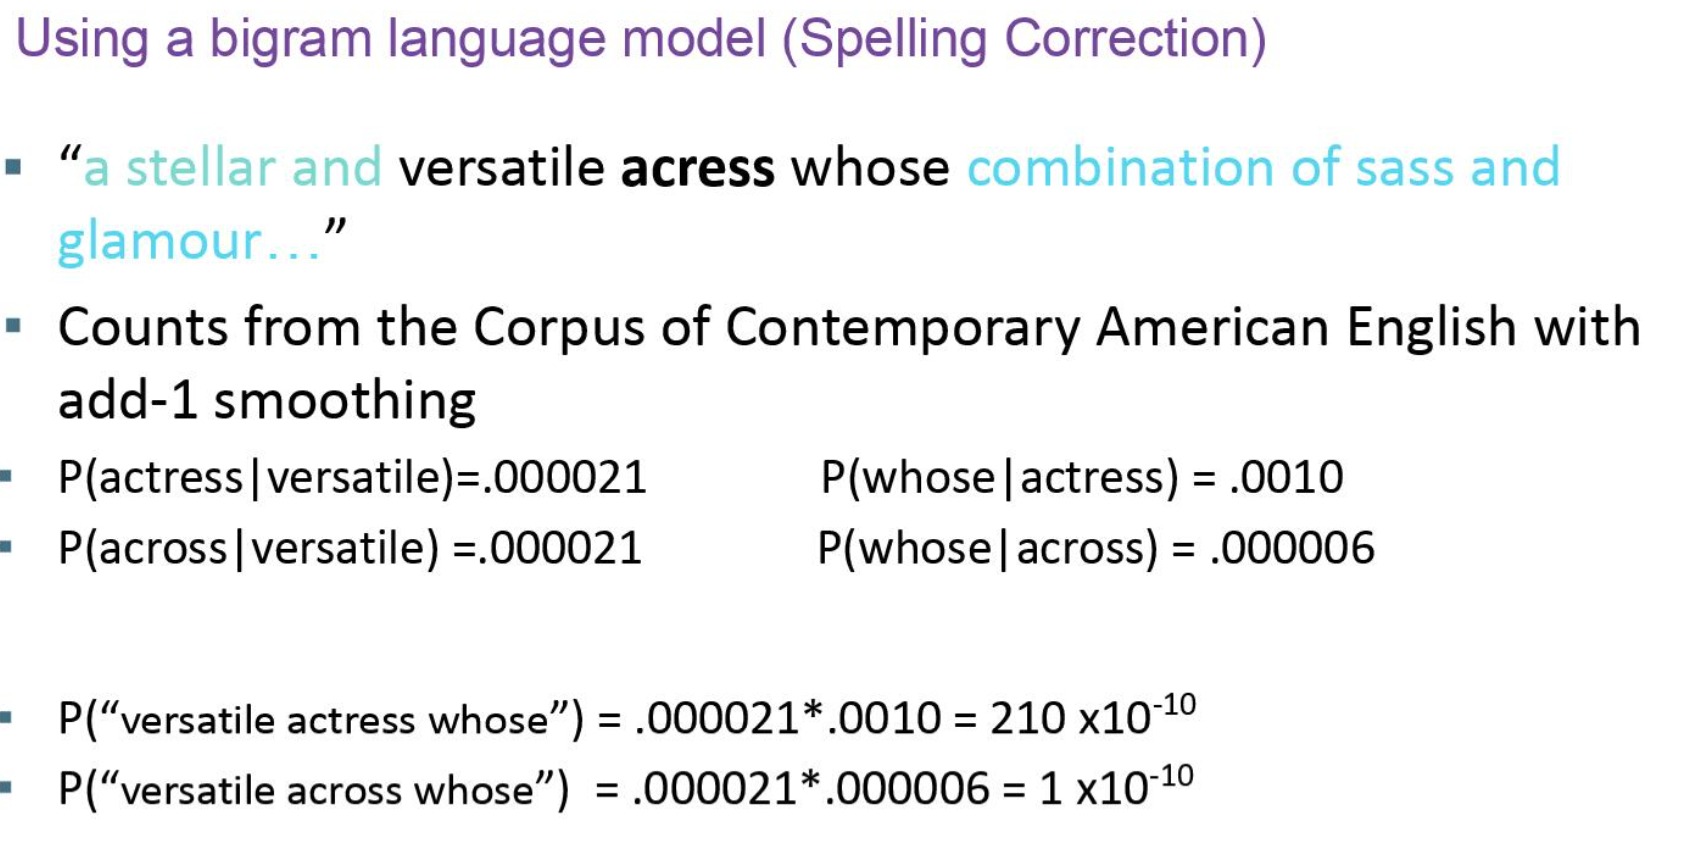 Using a bigram language model (Spelling Correction)
▪ “a stellar and versatile acress whose combination of sass and
glamour…”
▪ Counts from the Corpus of Contemporary American English with
add-1 smoothing
▪ P(actress|versatile)=.000021 P(whose|actress) = .0010
▪ P(across|versatile) =.000021 P(whose|across) = .000006
▪ P(“versatile actress whose”) = .000021*.0010 = 210 x10⁻¹⁰
▪ P(“versatile across whose”) = .000021*.000006 = 1 x10⁻¹⁰